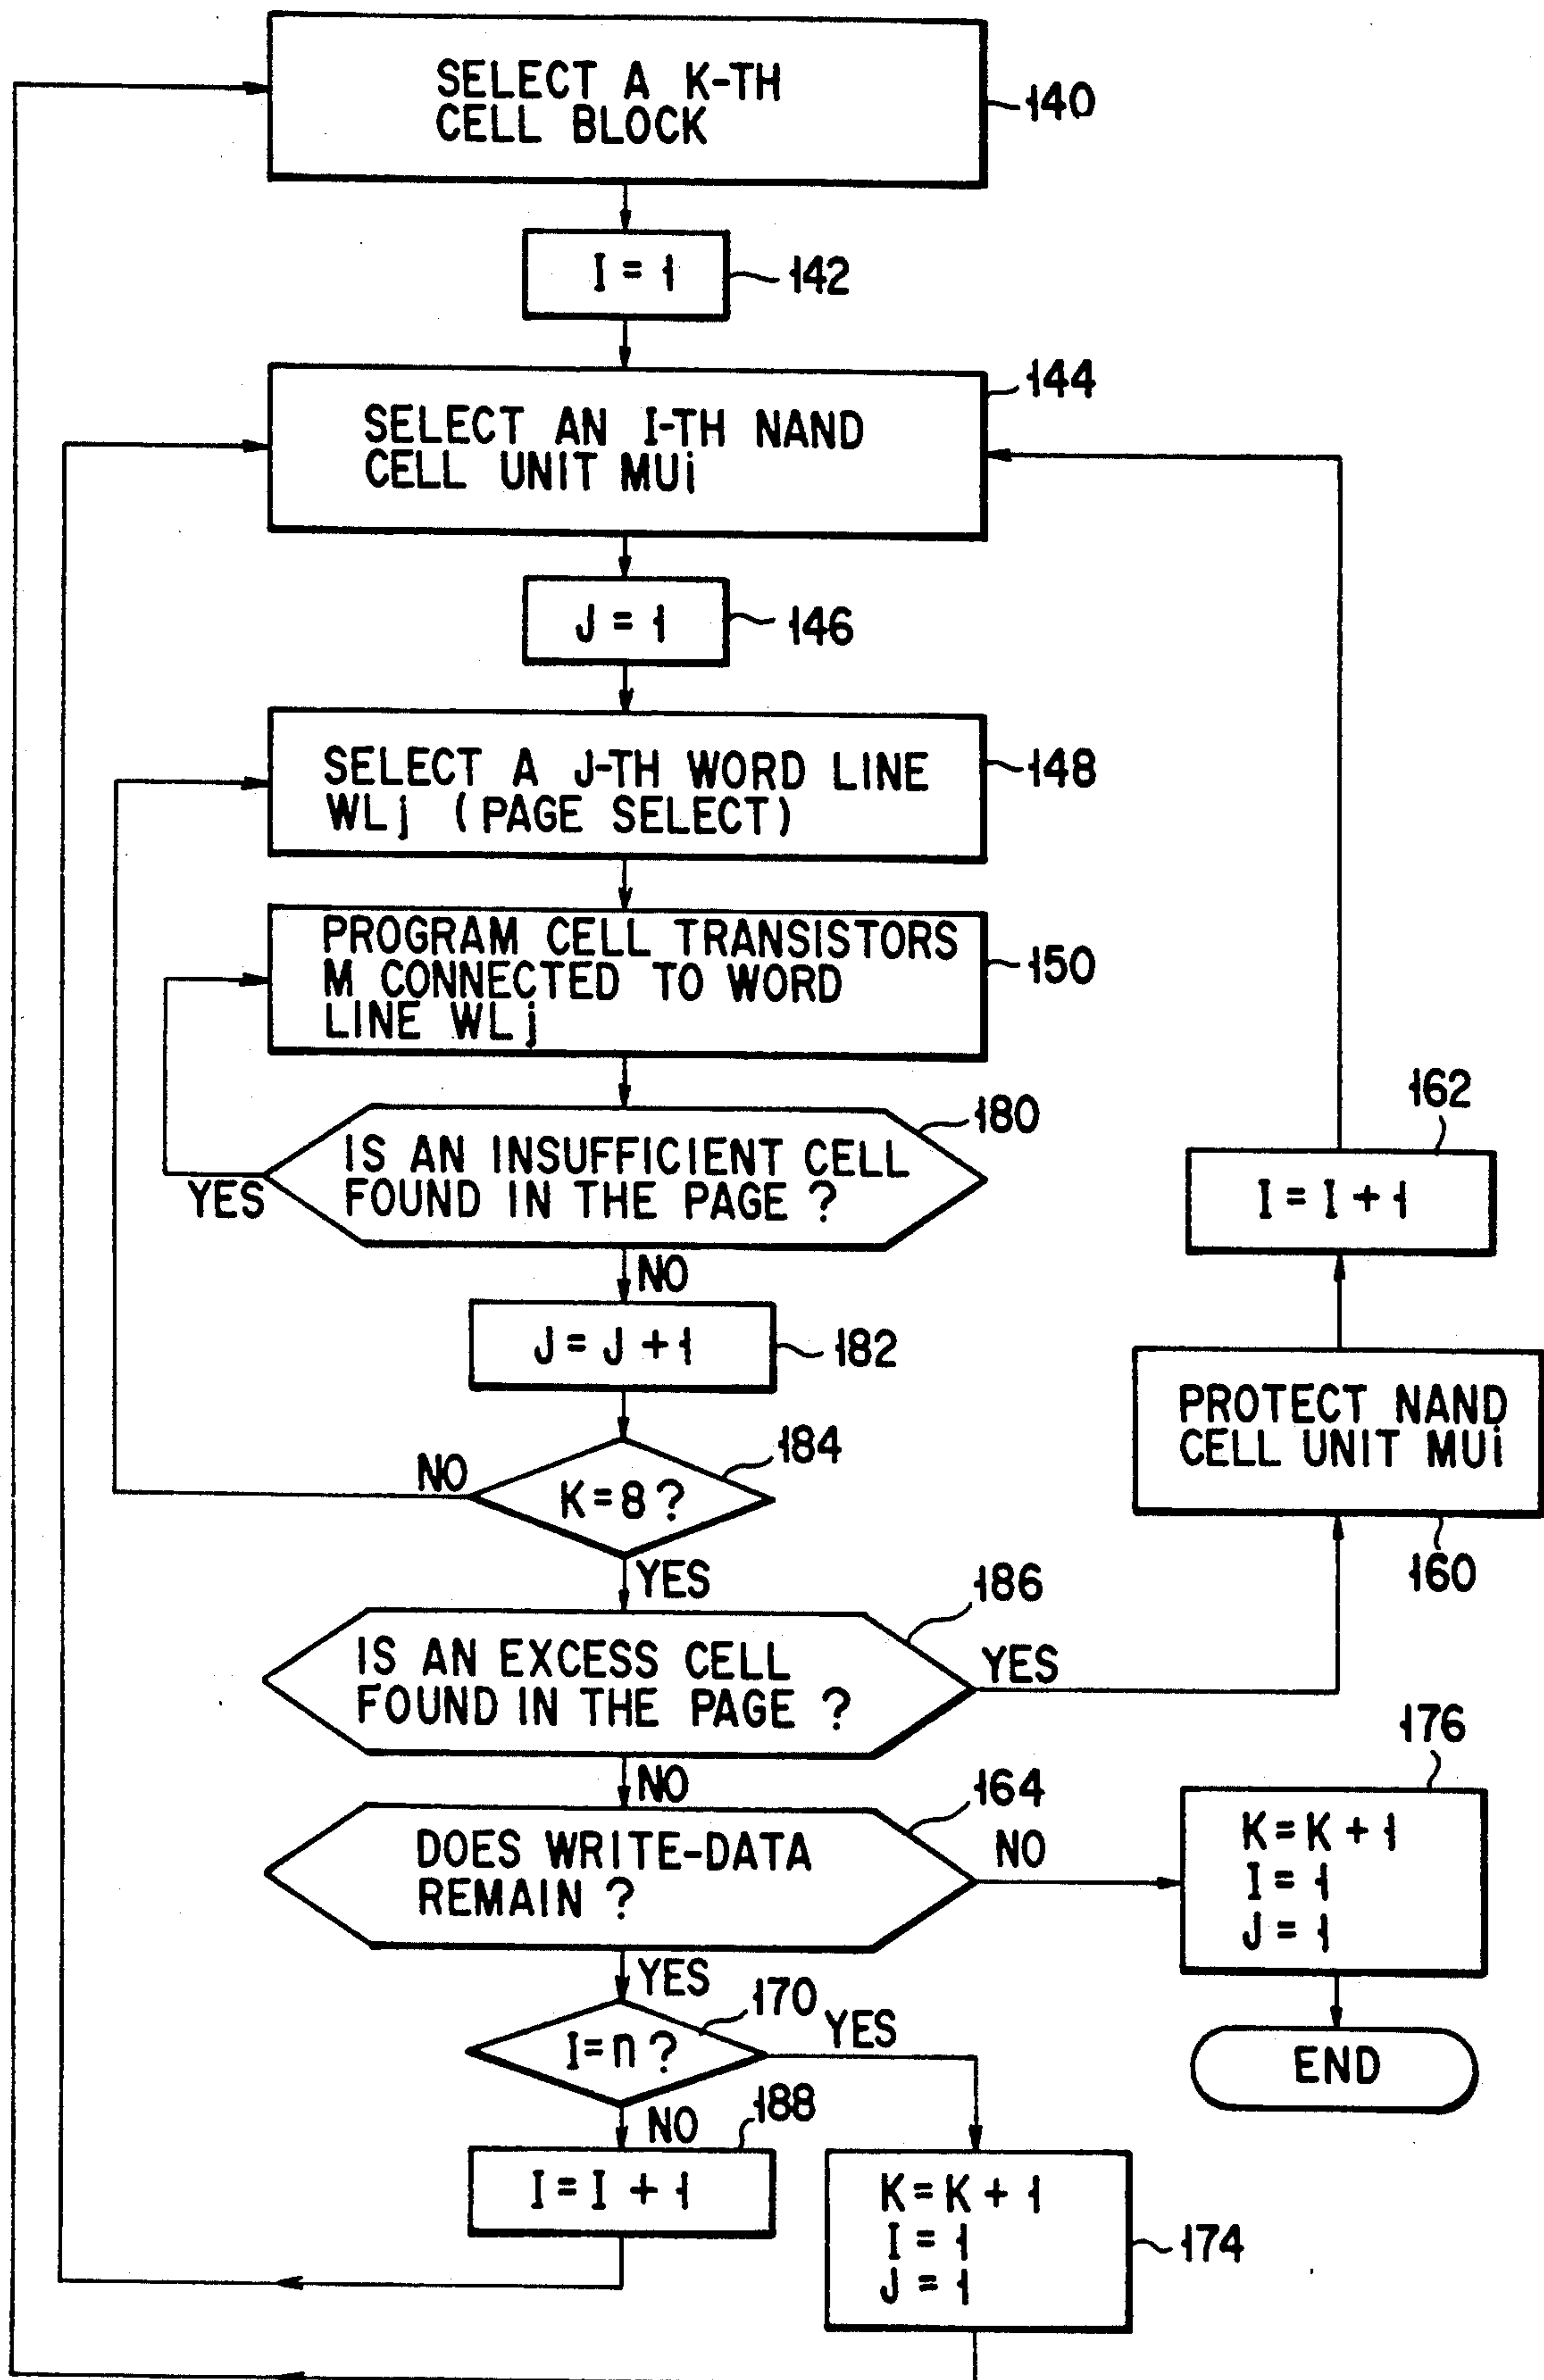 SELECT A K-TH
CELL BLOCK
140
I = 1
142
144
SELECT AN I-TH NAND
CELL UNIT MUi
J = 1
146
SELECT A J-TH WORD LINE
WLj (PAGE SELECT)
148
PROGRAM CELL TRANSISTORS
M CONNECTED TO WORD
LINE WLj
150
180
IS AN INSUFFICIENT CELL
FOUND IN THE PAGE ?
YES
NO
162
I = I + 1
J = J + 1
182
PROTECT NAND
CELL UNIT MUi
160
184
K = 8 ?
NO
YES
186
IS AN EXCESS CELL
FOUND IN THE PAGE ?
YES
NO
164
DOES WRITE-DATA
REMAIN ?
NO
176
K = K + 1
I = 1
J = 1
END
YES
170
I = n ?
YES
NO
188
I = I + 1
K = K + 1
I = 1
J = 1
174